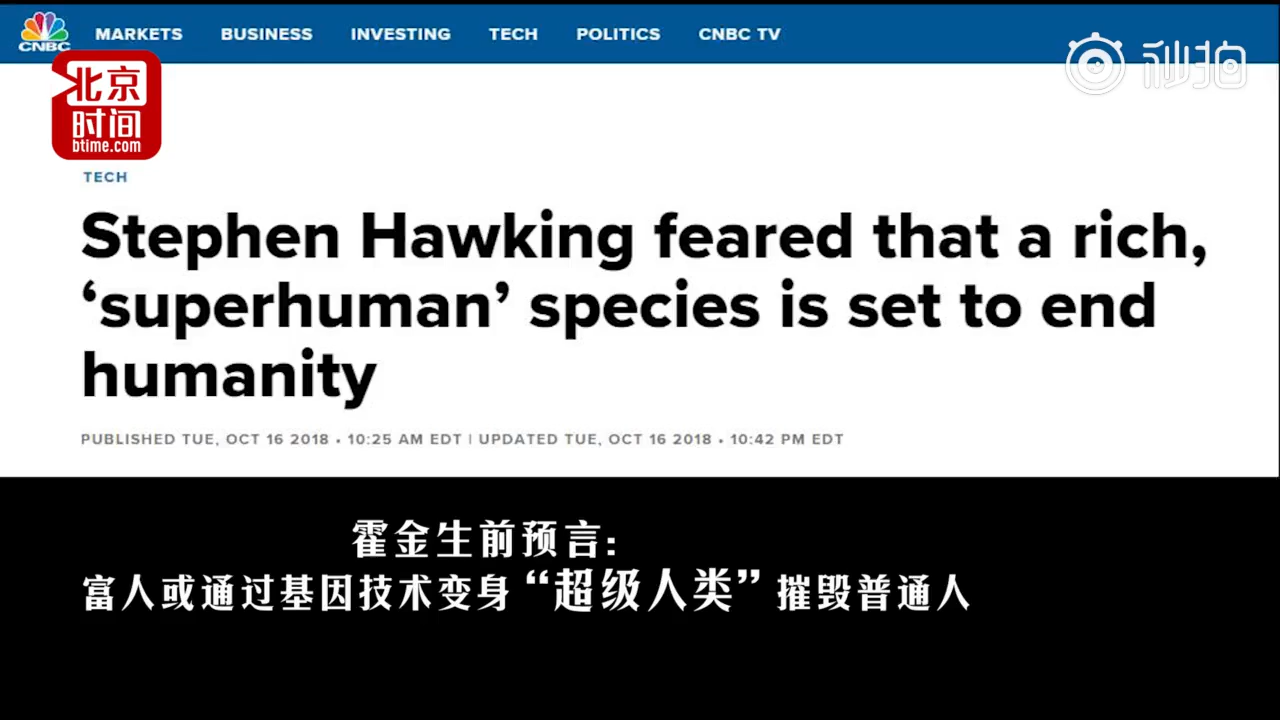 CNBC
MARKETS BUSINESS INVESTING TECH POLITICS CNBC TV
秒拍
北京
时间
btime.com
TECH
Stephen Hawking feared that a rich,
‘superhuman’ species is set to end
humanity
PUBLISHED TUE, OCT 16 2018 • 10:25 AM EDT | UPDATED TUE, OCT 16 2018 • 10:42 PM EDT
霍金生前预言:
富人或通过基因技术变身“超级人类”摧毁普通人